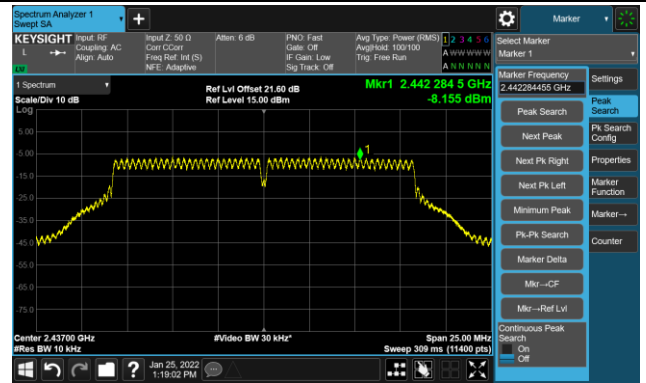 Spectrum Analyzer 1
Swept SA
Marker
KEYSIGHT
L
Input: RF
Coupling: AC
Align: Auto
Input Z: 50 Ω
Corr CCorr
Freq Ref: Int (S)
NFE: Adaptive
Atten: 6 dB
PNO: Fast
Gate: Off
IF Gain: Low
Sig Track: Off
Avg Type: Power (RMS)
Avg|Hold: 100/100
Trig: Free Run
1 2 3 4 5 6
A W W W W W
A N N N N N
Select Marker
Marker 1
1 Spectrum
Scale/Div 10 dB
Log
Ref Lvl Offset 21.60 dB
Ref Level 15.00 dBm
Mkr1 2.442 284 5 GHz
-8.155 dBm
1
5.00
-5.00
-15.0
-25.0
-35.0
-45.0
-55.0
-65.0
-75.0
Center 2.43700 GHz
#Res BW 10 kHz
#Video BW 30 kHz*
Span 25.00 MHz
Sweep 309 ms (11400 pts)
Marker Frequency
2.442284455 GHz
Peak Search
Next Peak
Next Pk Right
Next Pk Left
Minimum Peak
Pk-Pk Search
Marker Delta
Mkr→CF
Mkr→Ref Lvl
Continuous Peak
Search
On
Off
Settings
Peak
Search
Pk Search
Config
Properties
Marker
Function
Marker→
Counter
Jan 25, 2022
1:19:02 PM